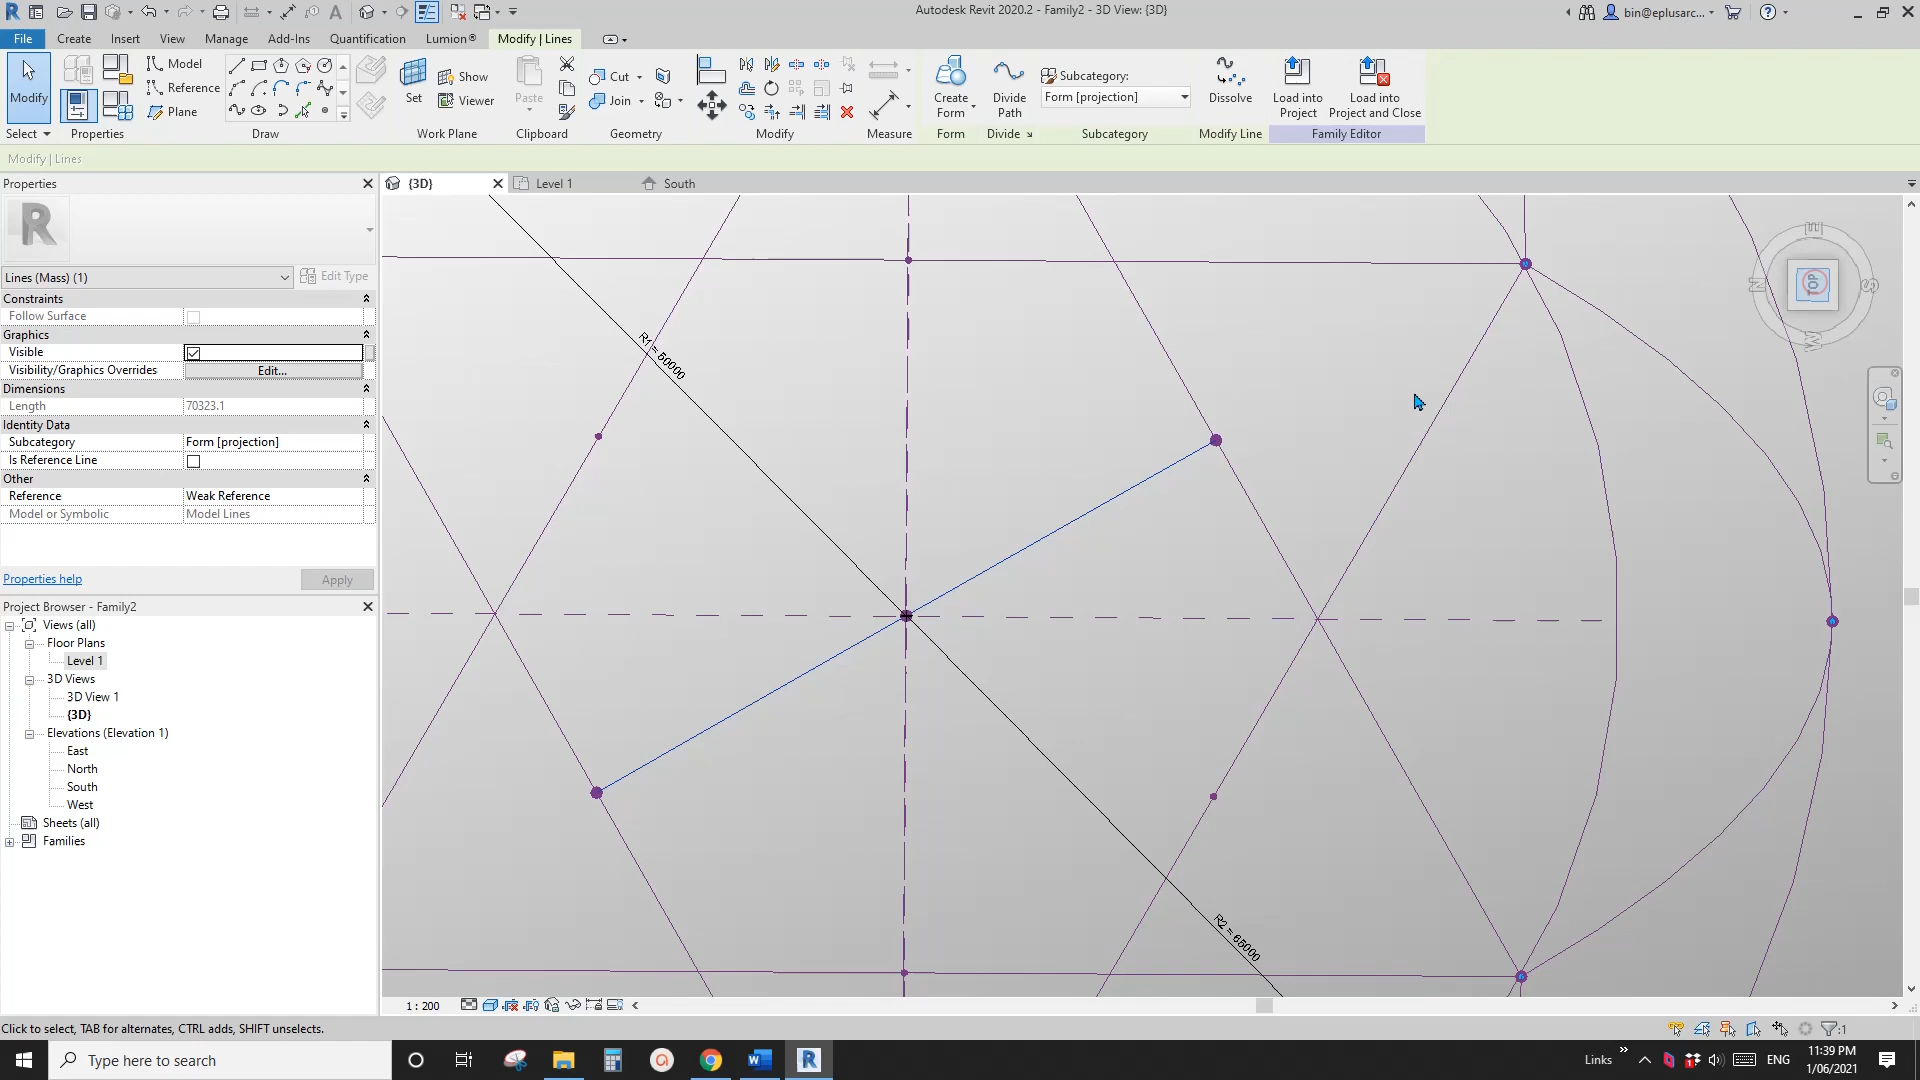 Autodesk Revit 2020.2 - Family2 - 3D View: {3D}
bin@eplusarc...
File Create Insert View Manage Add-Ins Quantification Lumion® Modify | Lines
Modify
Model
Reference
Plane
Set
Show
Viewer
Paste
Cut
Join
Create Form
Divide Path
Subcategory:
Form [projection]
Dissolve
Load into Project
Load into Project and Close
Select Properties Draw Work Plane Clipboard Geometry Modify Measure Form Divide Subcategory Modify Line Family Editor
Modify | Lines
Properties
{3D} Level 1 South
Lines (Mass) (1) Edit Type
Constraints
Follow Surface
Graphics
Visible
Visibility/Graphics Overrides Edit...
Dimensions
Length 70323.1
Identity Data
Subcategory Form [projection]
Is Reference Line
Other
Reference Weak Reference
Model or Symbolic Model Lines
Properties help Apply
Project Browser - Family2
Views (all)
Floor Plans
Level 1
3D Views
3D View 1
{3D}
Elevations (Elevation 1)
East
North
South
West
Sheets (all)
Families
R1 = 50000
R2 = 65000
E
N
TOP
S
W
1 : 200
Click to select, TAB for alternates, CTRL adds, SHIFT unselects.
:1
Type here to search
Links
ENG
11:39 PM
1/06/2021